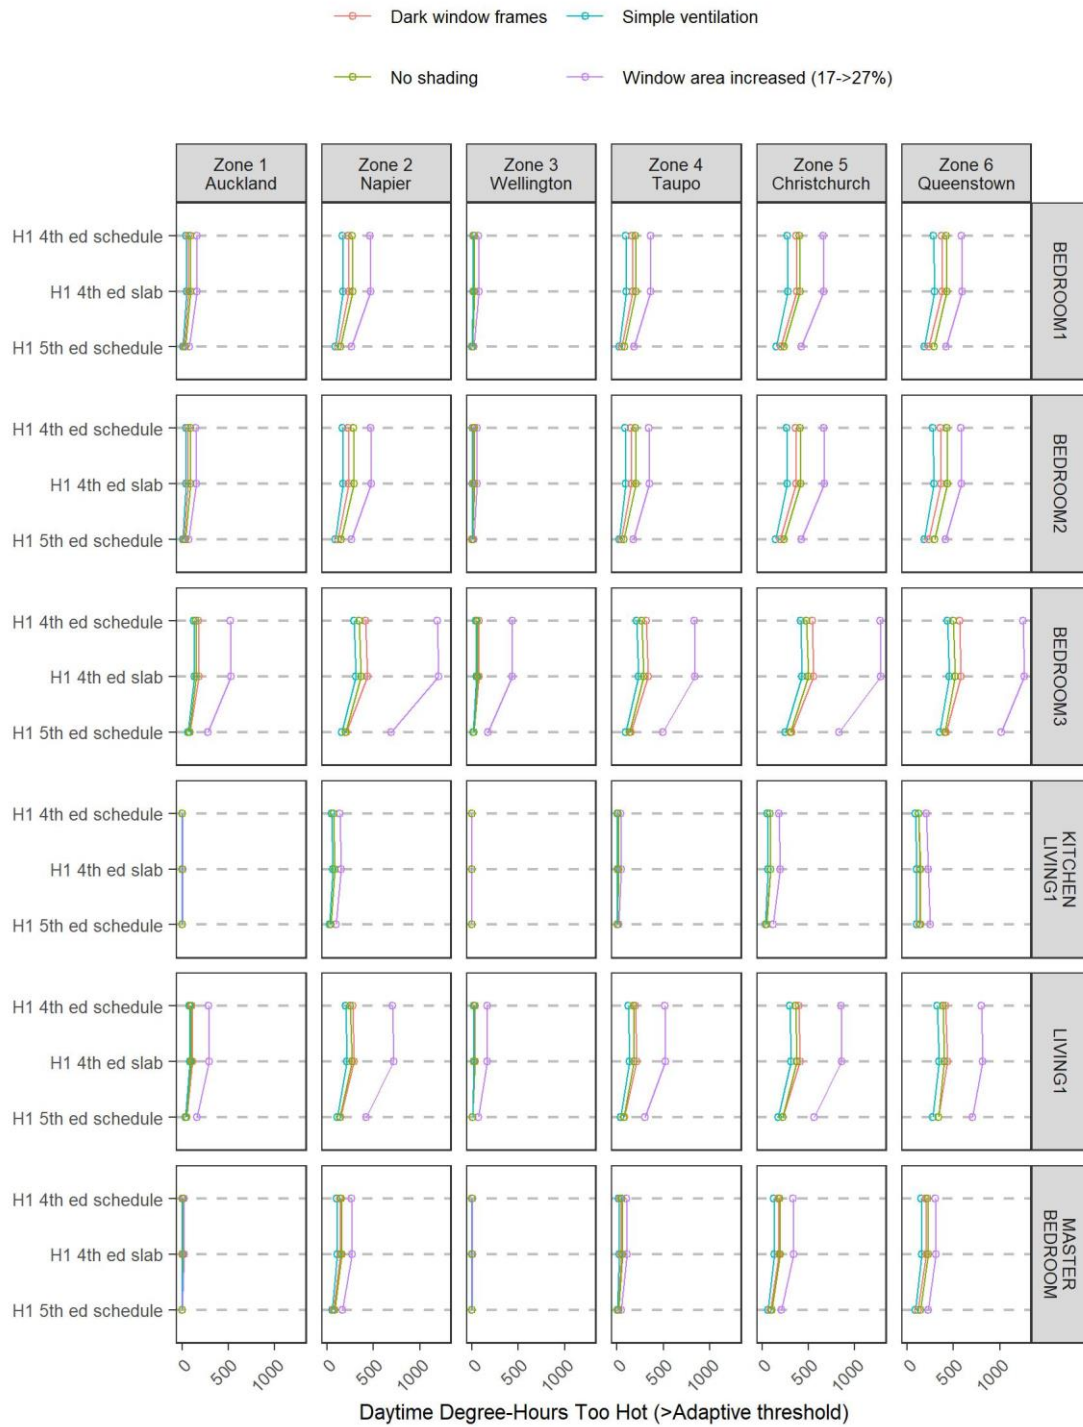 Dark window frames
Simple ventilation
No shading
Window area increased (17->27%)
Zone 1
Auckland
Zone 2
Napier
Zone 3
Wellington
Zone 4
Taupo
Zone 5
Christchurch
Zone 6
Queenstown
H1 4th ed schedule
H1 4th ed slab
H1 5th ed schedule
BEDROOM1
H1 4th ed schedule
H1 4th ed slab
H1 5th ed schedule
BEDROOM2
H1 4th ed schedule
H1 4th ed slab
H1 5th ed schedule
BEDROOM3
H1 4th ed schedule
H1 4th ed slab
H1 5th ed schedule
KITCHEN
LIVING1
H1 4th ed schedule
H1 4th ed slab
H1 5th ed schedule
LIVING1
H1 4th ed schedule
H1 4th ed slab
H1 5th ed schedule
MASTER
BEDROOM
0 500 1000 0 500 1000 0 500 1000 0 500 1000 0 500 1000 0 500 1000
Daytime Degree-Hours Too Hot (>Adaptive threshold)